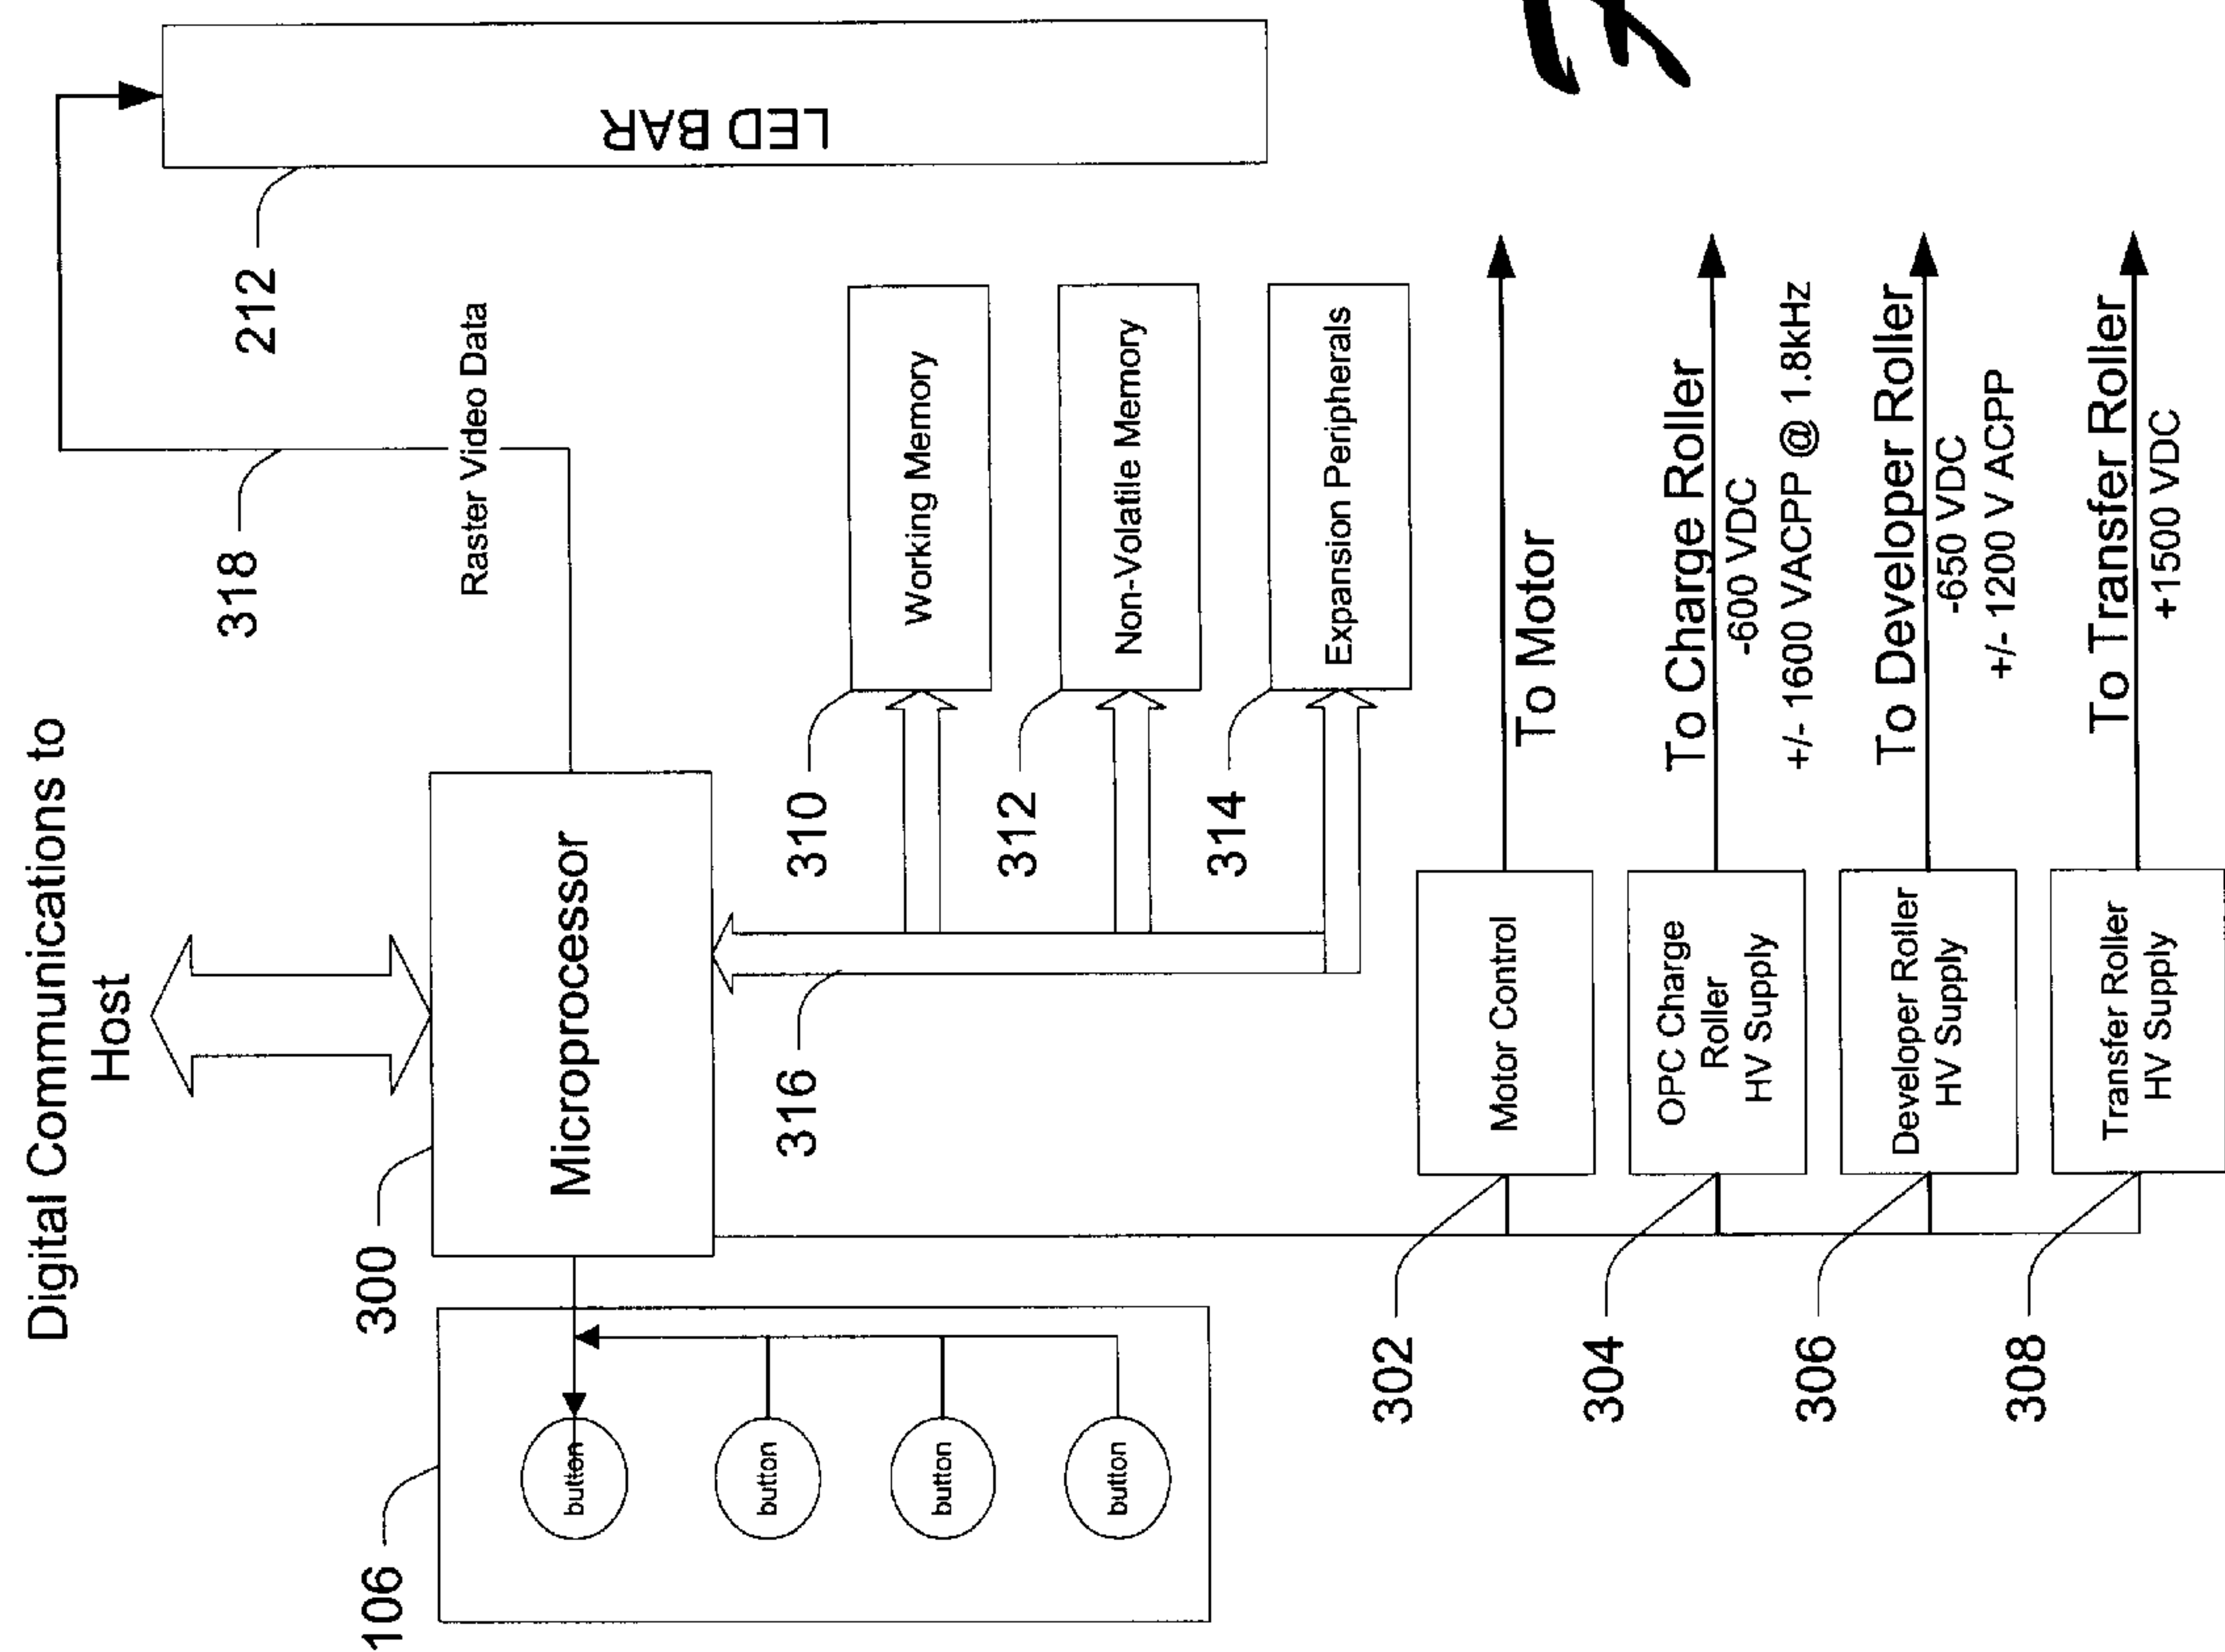 Digital Communications to
Host
300
Microprocessor
106
button
button
button
button
318
Raster Video Data
212
LED BAR
316
310
Working Memory
312
Non-Volatile Memory
314
Expansion Peripherals
302
Motor Control
To Motor
304
OPC Charge
Roller
HV Supply
To Charge Roller
-600 VDC
+/- 1600 VACPP @ 1.8kHz
306
Developer Roller
HV Supply
To Developer Roller
-650 VDC
+/- 1200 V ACPP
308
Transfer Roller
HV Supply
To Transfer Roller
+1500 VDC